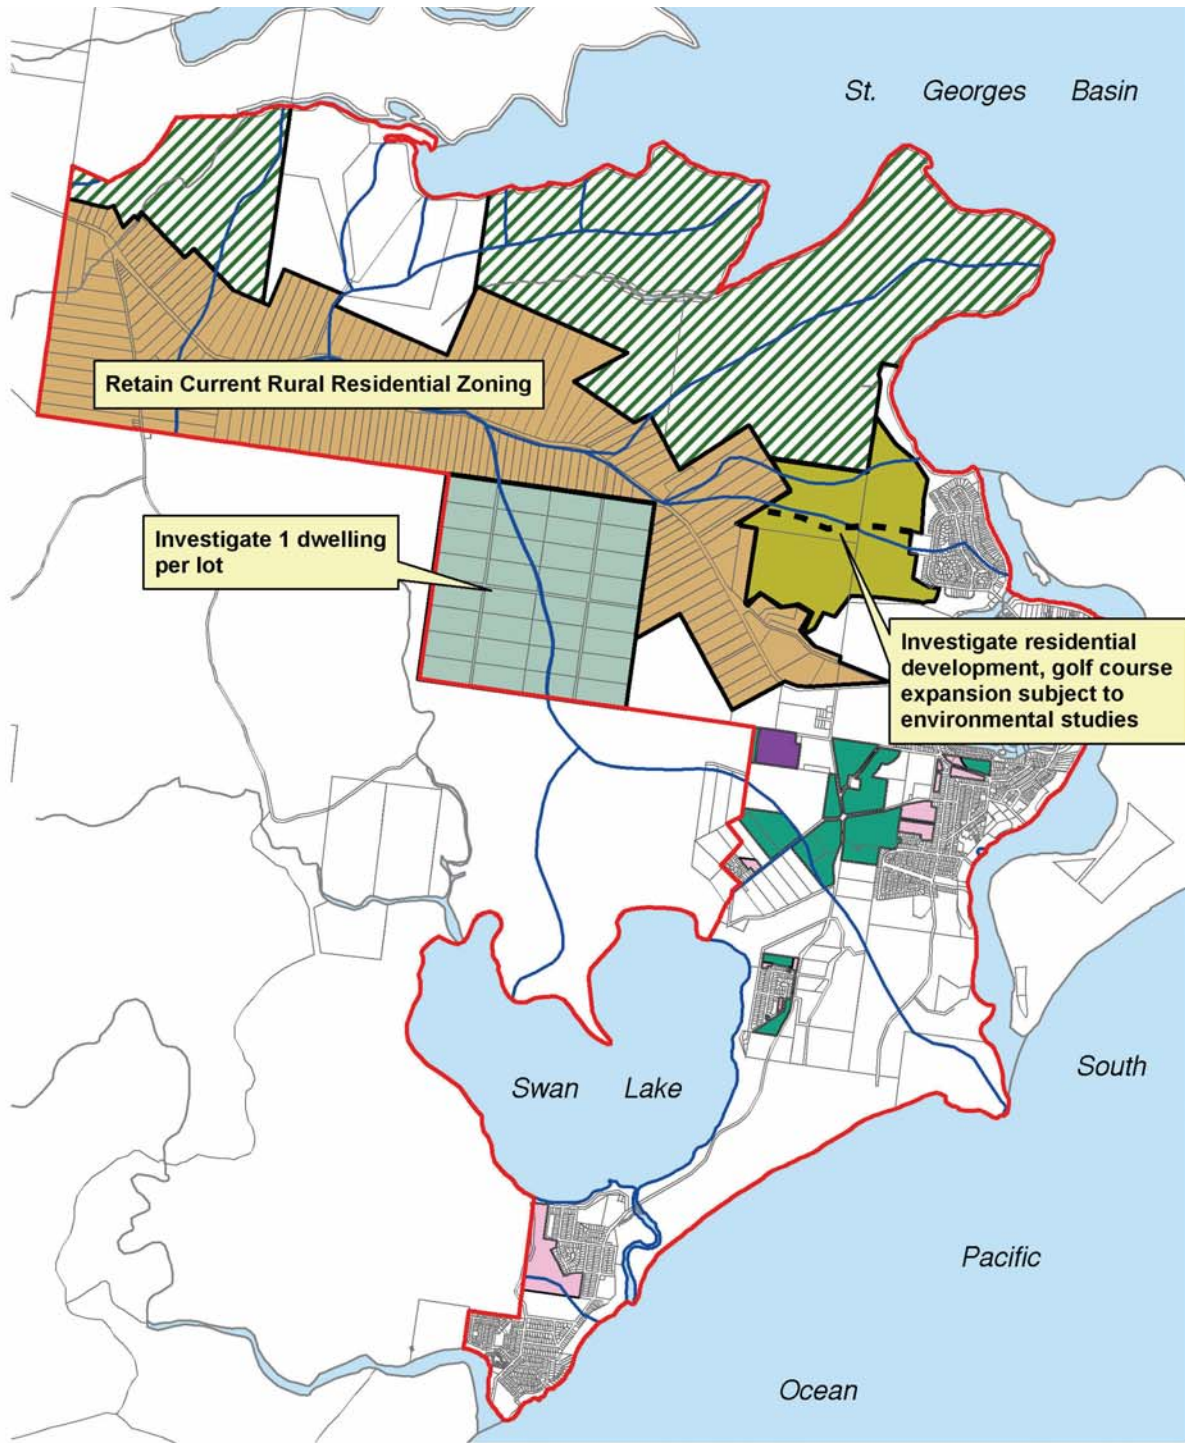 St. Georges Basin
Retain Current Rural Residential Zoning
Investigate 1 dwelling
per lot
Investigate residential
development, golf course
expansion subject to
environmental studies
Swan Lake
South
Pacific
Ocean